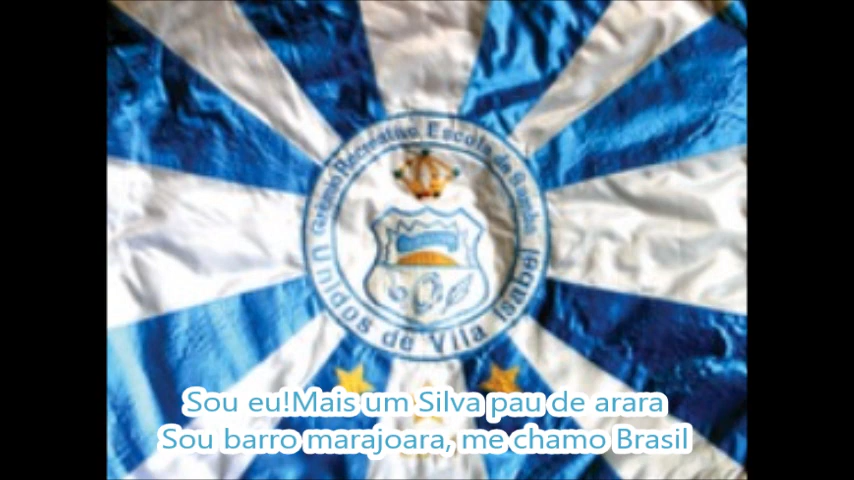 Grêmio Recreativo Escola de Samba
Unidos de Vila Isabel
Sou eu!Mais um Silva pau de arara
Sou barro marajoara, me chamo Brasil